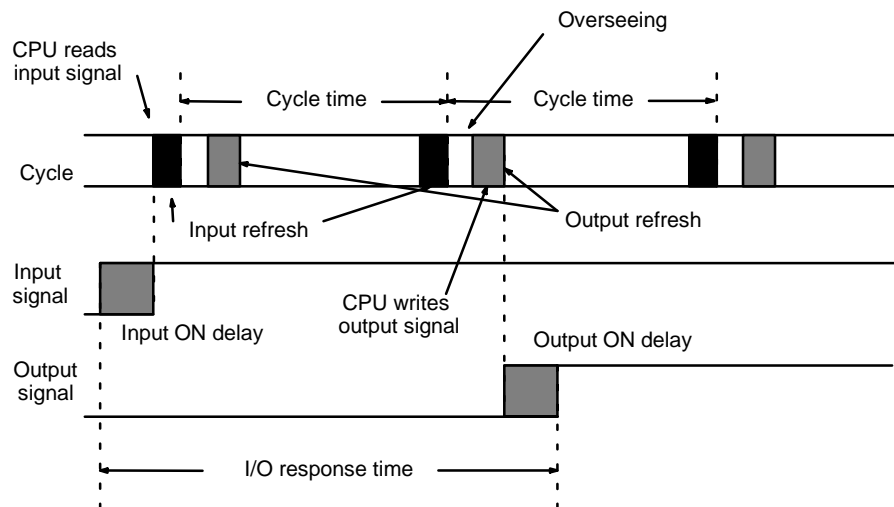 Overseeing
CPU reads
input signal
Cycle time
Cycle time
Cycle
Input refresh
Output refresh
Input
signal
CPU writes
output signal
Input ON delay
Output ON delay
Output
signal
I/O response time